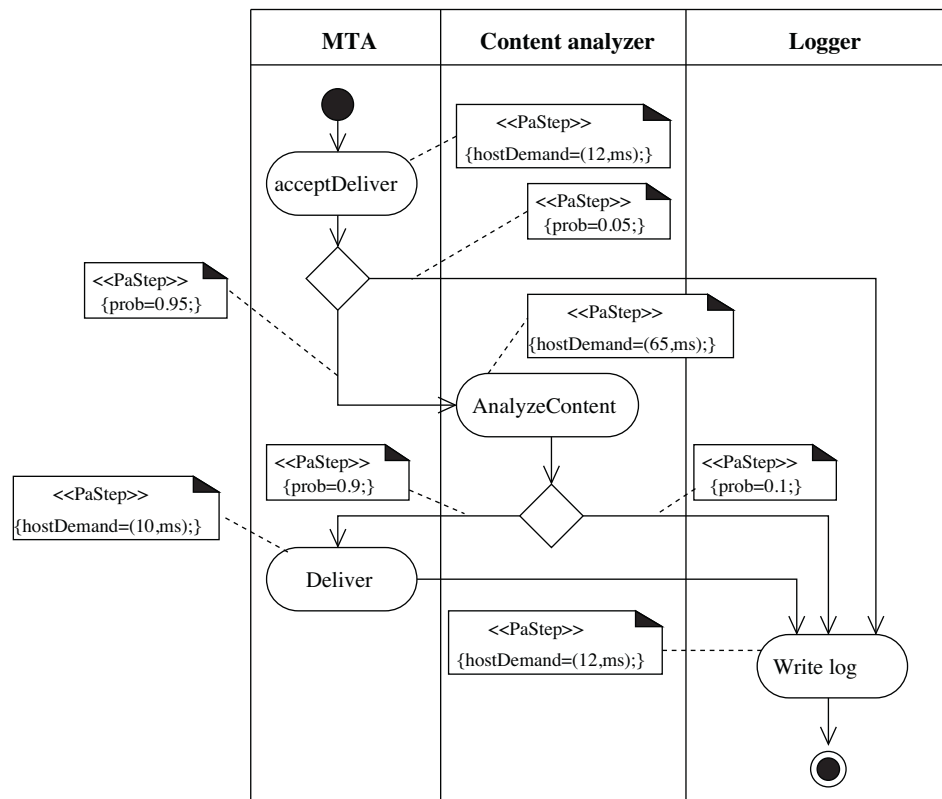 MTA
Content analyzer
Logger
<<PaStep>>
{hostDemand=(12,ms);}
acceptDeliver
<<PaStep>>
{prob=0.05;}
<<PaStep>>
{prob=0.95;}
<<PaStep>>
{hostDemand=(65,ms);}
AnalyzeContent
<<PaStep>>
{prob=0.9;}
<<PaStep>>
{prob=0.1;}
<<PaStep>>
{hostDemand=(10,ms);}
Deliver
<<PaStep>>
{hostDemand=(12,ms);}
Write log